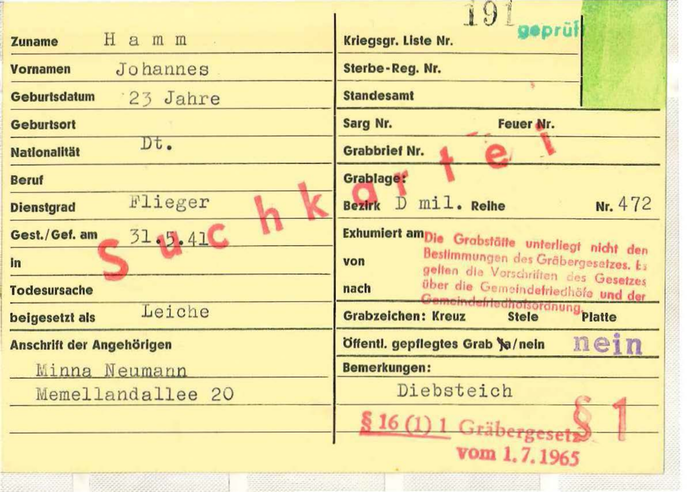 191
geprüft
Zuname Hamm
Vornamen Johannes
Geburtsdatum 23 Jahre
Geburtsort
Nationalität Dt.
Beruf
Dienstgrad Flieger
Gest./Gef. am 31.5.41
in
Todesursache
beigesetzt als Leiche
Anschrift der Angehörigen
Minna Neumann
Memellandallee 20
Suchkartei
Kriegsgr. Liste Nr.
Sterbe-Reg. Nr.
Standesamt
Sarg Nr. Feuer Nr.
Grabbrief Nr.
Grablage:
Bezirk D mil. Reihe Nr. 472
Exhumiert am
von
nach
Die Grabstätte unterliegt nicht den
Bestimmungen des Gräbergesetzes. Es
gelten die Vorschriften des Gesetzes
über die Gemeindefriedhöfe und der
Gemeindefriedhofsordnung.
Grabzeichen: Kreuz Stele Platte
Öffentl. gepflegtes Grab ja/nein nein
Bemerkungen:
Diebsteich
§ 16 (1) 1 Gräbergesetz
vom 1.7.1965
§ 1